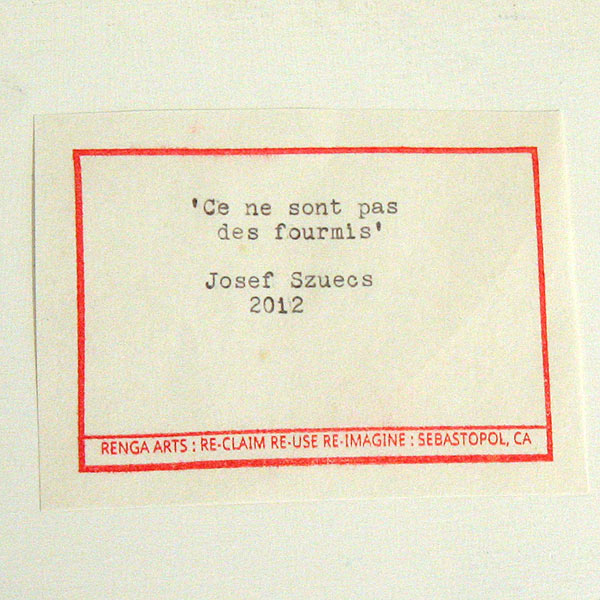 'Ce ne sont pas
des fourmis'
Josef Szuecs
2012
RENGA ARTS : RE-CLAIM RE-USE RE-IMAGINE : SEBASTOPOL, CA